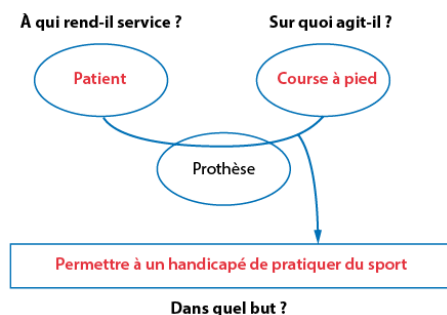 À qui rend-il service ?
Sur quoi agit-il ?
Patient
Course à pied
Prothèse
Permettre à un handicapé de pratiquer du sport
Dans quel but ?